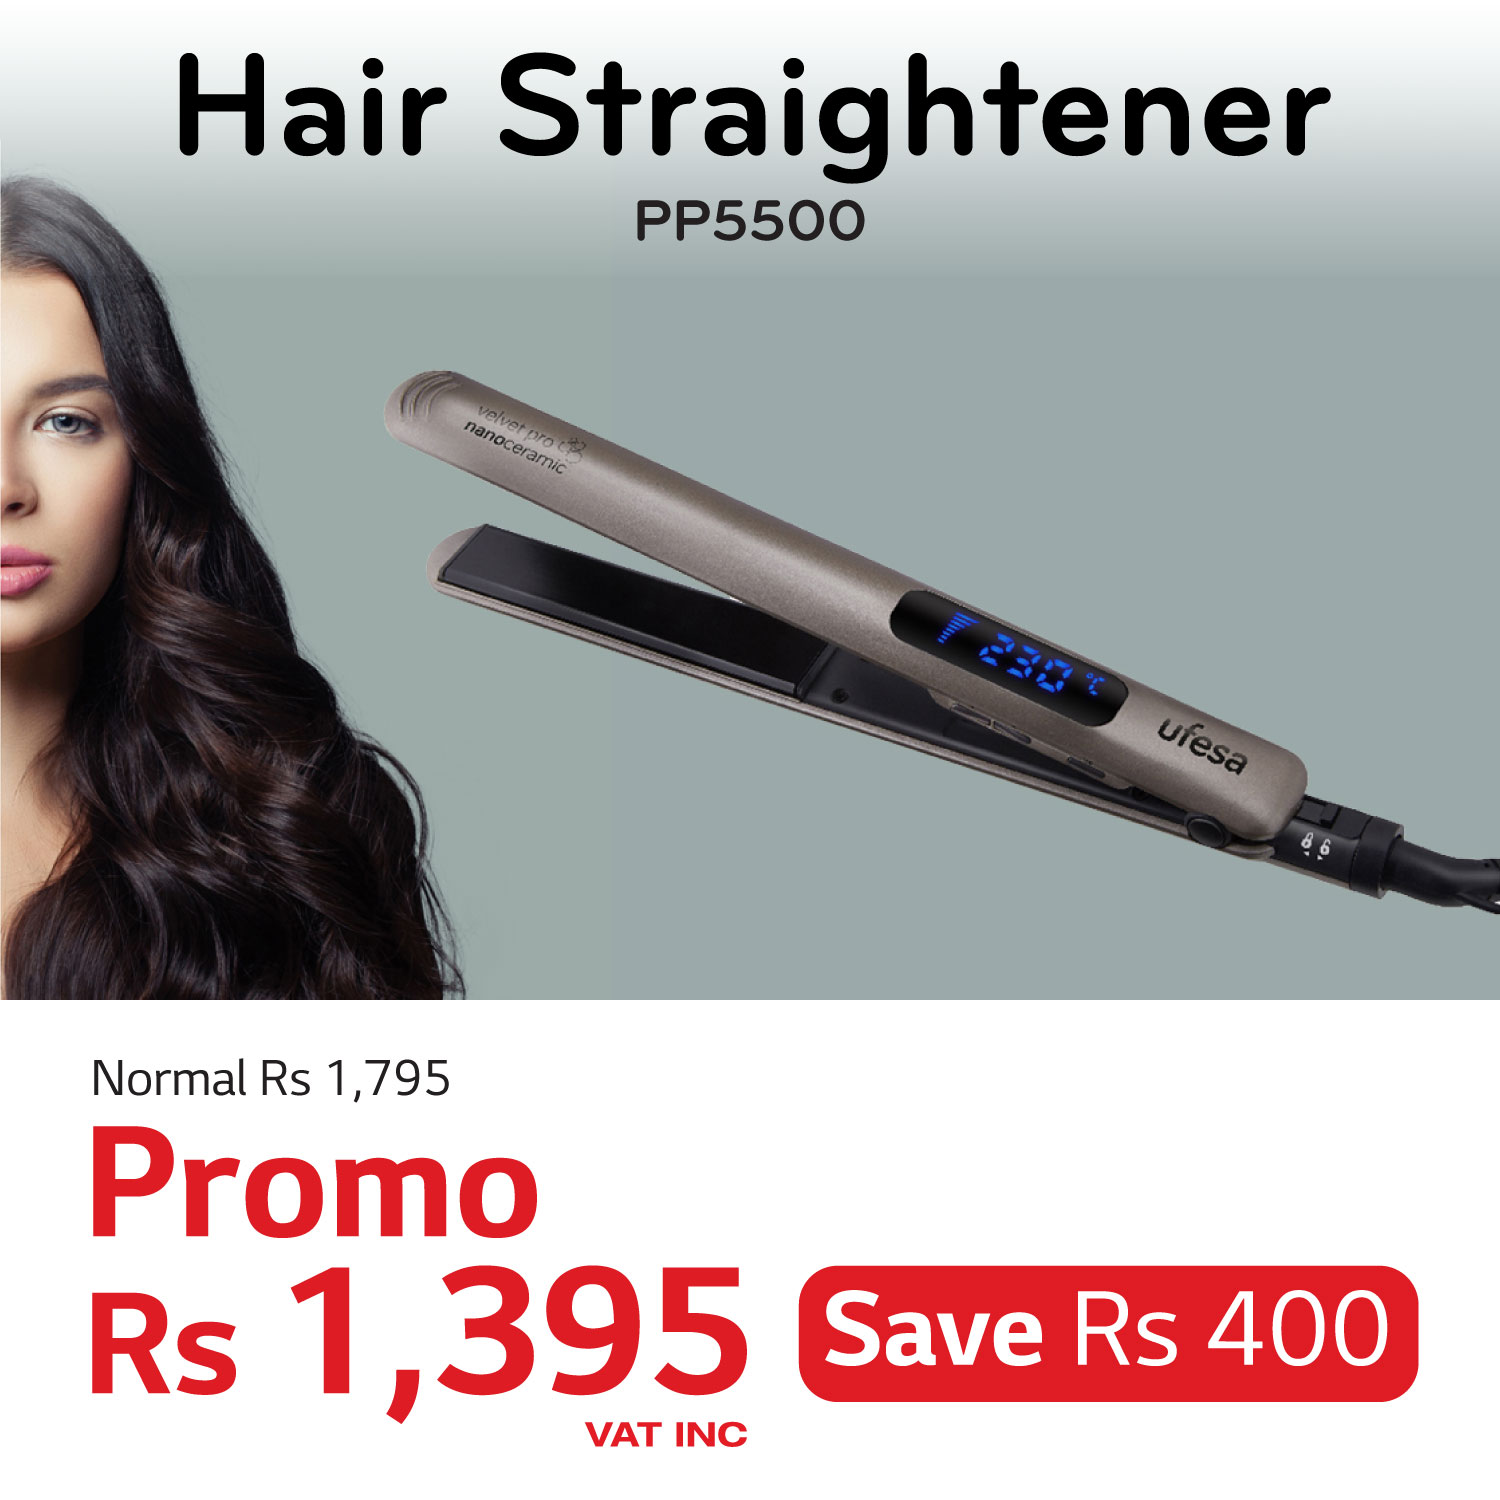 Hair Straightener
PP5500
velvet pro
nanoceramic
230 °C
ufesa
Normal Rs 1,795
Promo
Rs 1,395
Save Rs 400
VAT INC